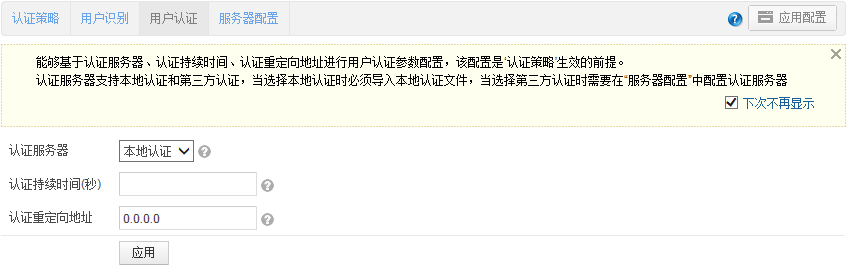 认证策略 用户识别 用户认证 服务器配置 应用配置
能够基于认证服务器、认证持续时间、认证重定向地址进行用户认证参数配置，该配置是‘认证策略’生效的前提。
认证服务器支持本地认证和第三方认证，当选择本地认证时必须导入本地认证文件，当选择第三方认证时需要在“服务器配置”中配置认证服务器
下次不再显示
认证服务器 本地认证
认证持续时间(秒)
认证重定向地址 0.0.0.0
应用